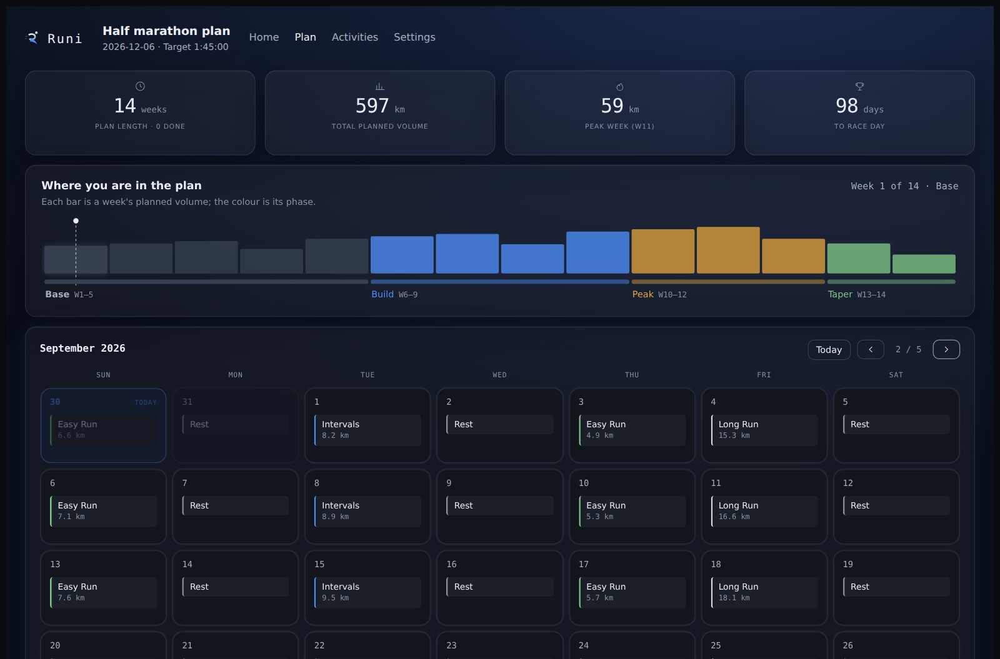 Runi
Half marathon plan
2026-12-06 · Target 1:45:00
Home Plan Activities Settings
14 weeks
PLAN LENGTH · 0 DONE
597 km
TOTAL PLANNED VOLUME
59 km
PEAK WEEK (W11)
98 days
TO RACE DAY
Where you are in the plan
Week 1 of 14 · Base
Each bar is a week's planned volume; the colour is its phase.
Base W1–5
Build W6–9
Peak W10–12
Taper W13–14
September 2026
Today
2 / 5
SUN MON TUE WED THU FRI SAT
30 TODAY
Easy Run
6.6 km
31
Rest
1
Intervals
8.2 km
2
Rest
3
Easy Run
4.9 km
4
Long Run
15.3 km
5
Rest
6
Easy Run
7.1 km
7
Rest
8
Intervals
8.9 km
9
Rest
10
Easy Run
5.3 km
11
Long Run
16.6 km
12
Rest
13
Easy Run
7.6 km
14
Rest
15
Intervals
9.5 km
16
Rest
17
Easy Run
5.7 km
18
Long Run
18.1 km
19
Rest
20 21 22 23 24 25 26